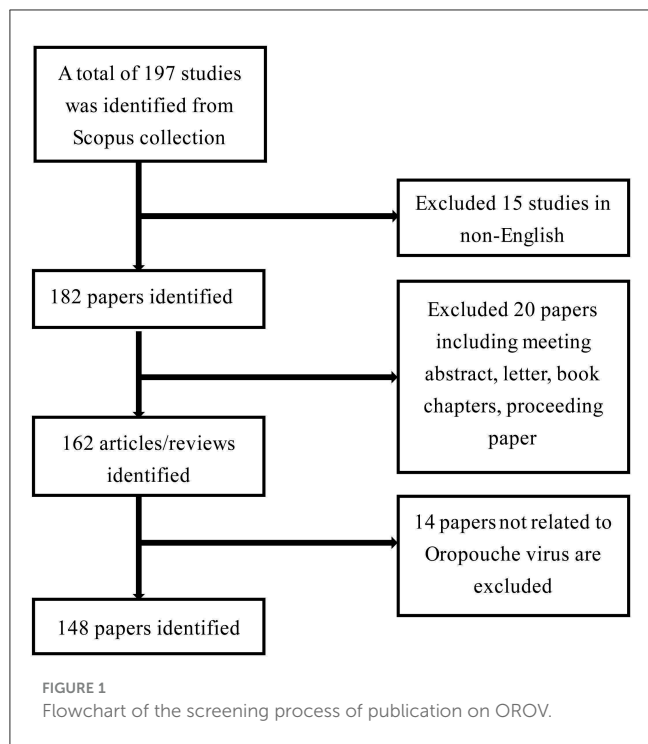 A total of 197 studies
was identified from
Scopus collection
Excluded 15 studies in
non-English
182 papers identified
Excluded 20 papers
including meeting
abstract, letter, book
chapters, proceeding
paper
162 articles/reviews
identified
14 papers not related to
Oropouche virus are
excluded
148 papers identified
FIGURE 1
Flowchart of the screening process of publication on OROV.